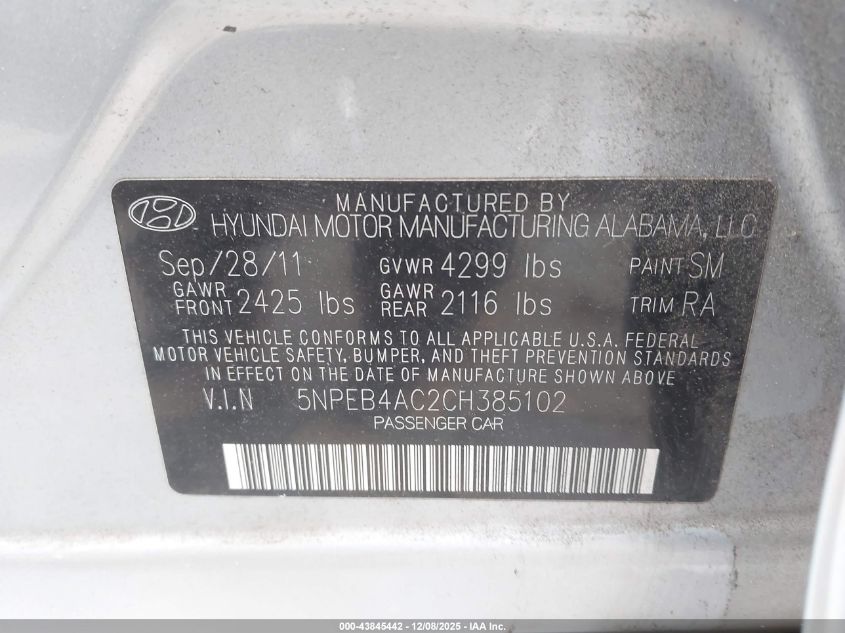 MANUFACTURED BY
HYUNDAI MOTOR MANUFACTURING ALABAMA, LLC
Sep/28/11 GVWR 4299 lbs PAINT SM
GAWR FRONT 2425 lbs GAWR REAR 2116 lbs TRIM RA
THIS VEHICLE CONFORMS TO ALL APPLICABLE U.S.A. FEDERAL
MOTOR VEHICLE SAFETY, BUMPER, AND THEFT PREVENTION STANDARDS
IN EFFECT ON THE DATE OF MANUFACTURE SHOWN ABOVE
V.I.N 5NPEB4AC2CH385102
PASSENGER CAR
000-43845442 - 12/08/2025 - IAA Inc.